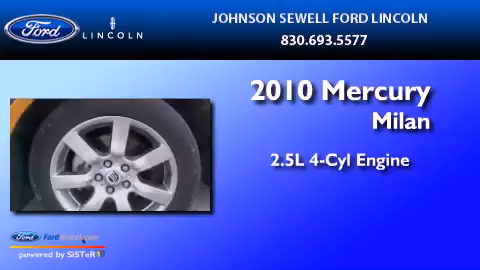 Ford
LINCOLN
JOHNSON SEWELL FORD LINCOLN
830.693.5577
2010 Mercury
Milan
2.5L 4-Cyl Engine
Ford
powered by SiSTeR